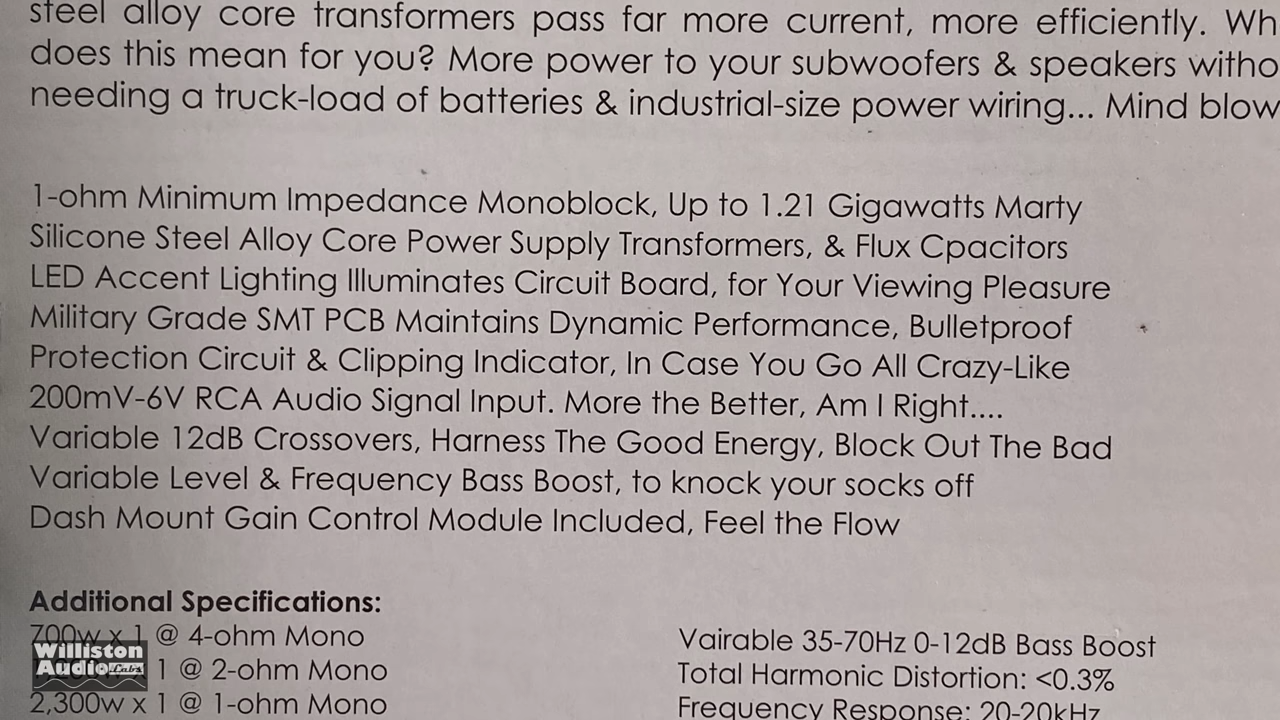 steel alloy core transformers pass far more current, more efficiently. Wh
does this mean for you? More power to your subwoofers & speakers witho
needing a truck-load of batteries & industrial-size power wiring... Mind blow
1-ohm Minimum Impedance Monoblock, Up to 1.21 Gigawatts Marty
Silicone Steel Alloy Core Power Supply Transformers, & Flux Cpacitors
LED Accent Lighting Illuminates Circuit Board, for Your Viewing Pleasure
Military Grade SMT PCB Maintains Dynamic Performance, Bulletproof
Protection Circuit & Clipping Indicator, In Case You Go All Crazy-Like
200mV-6V RCA Audio Signal Input. More the Better, Am I Right....
Variable 12dB Crossovers, Harness The Good Energy, Block Out The Bad
Variable Level & Frequency Bass Boost, to knock your socks off
Dash Mount Gain Control Module Included, Feel the Flow
Additional Specifications:
700w x 1 @ 4-ohm Mono
1 @ 2-ohm Mono
2,300w x 1 @ 1-ohm Mono
Vairable 35-70Hz 0-12dB Bass Boost
Total Harmonic Distortion: <0.3%
Frequency Response: 20-20kHz
Williston
Audio Labs